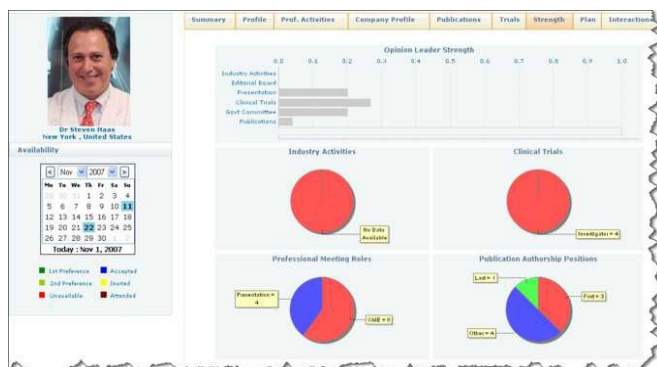 Summary Profile Prof. Activities Company Profile Publications Trials Strength Plan Interactions
Dr Steven Haas
New York , United States
Availability
Nov 2007
Mo Tu We Th Fr Sa Su
29 30 31 1 2 3 4
5 6 7 8 9 10 11
12 13 14 15 16 17 18
19 20 21 22 23 24 25
26 27 28 29 30 1 2
Today : Nov 1, 2007
1st Preference Accepted
2nd Preference Invited
Unavailable Attended
Opinion Leader Strength
0.0 0.1 0.2 0.3 0.4 0.5 0.6 0.7 0.8 0.9 1.0
Industry Activities
Editorial Board
Presentation
Clinical Trials
Govt Committee
Publications
Industry Activities
No Data
Available
Clinical Trials
Investigator = 4
Professional Meeting Roles
Presentation =
4
Publication Authorship Positions
Last = 1
First = 3
Other = 4